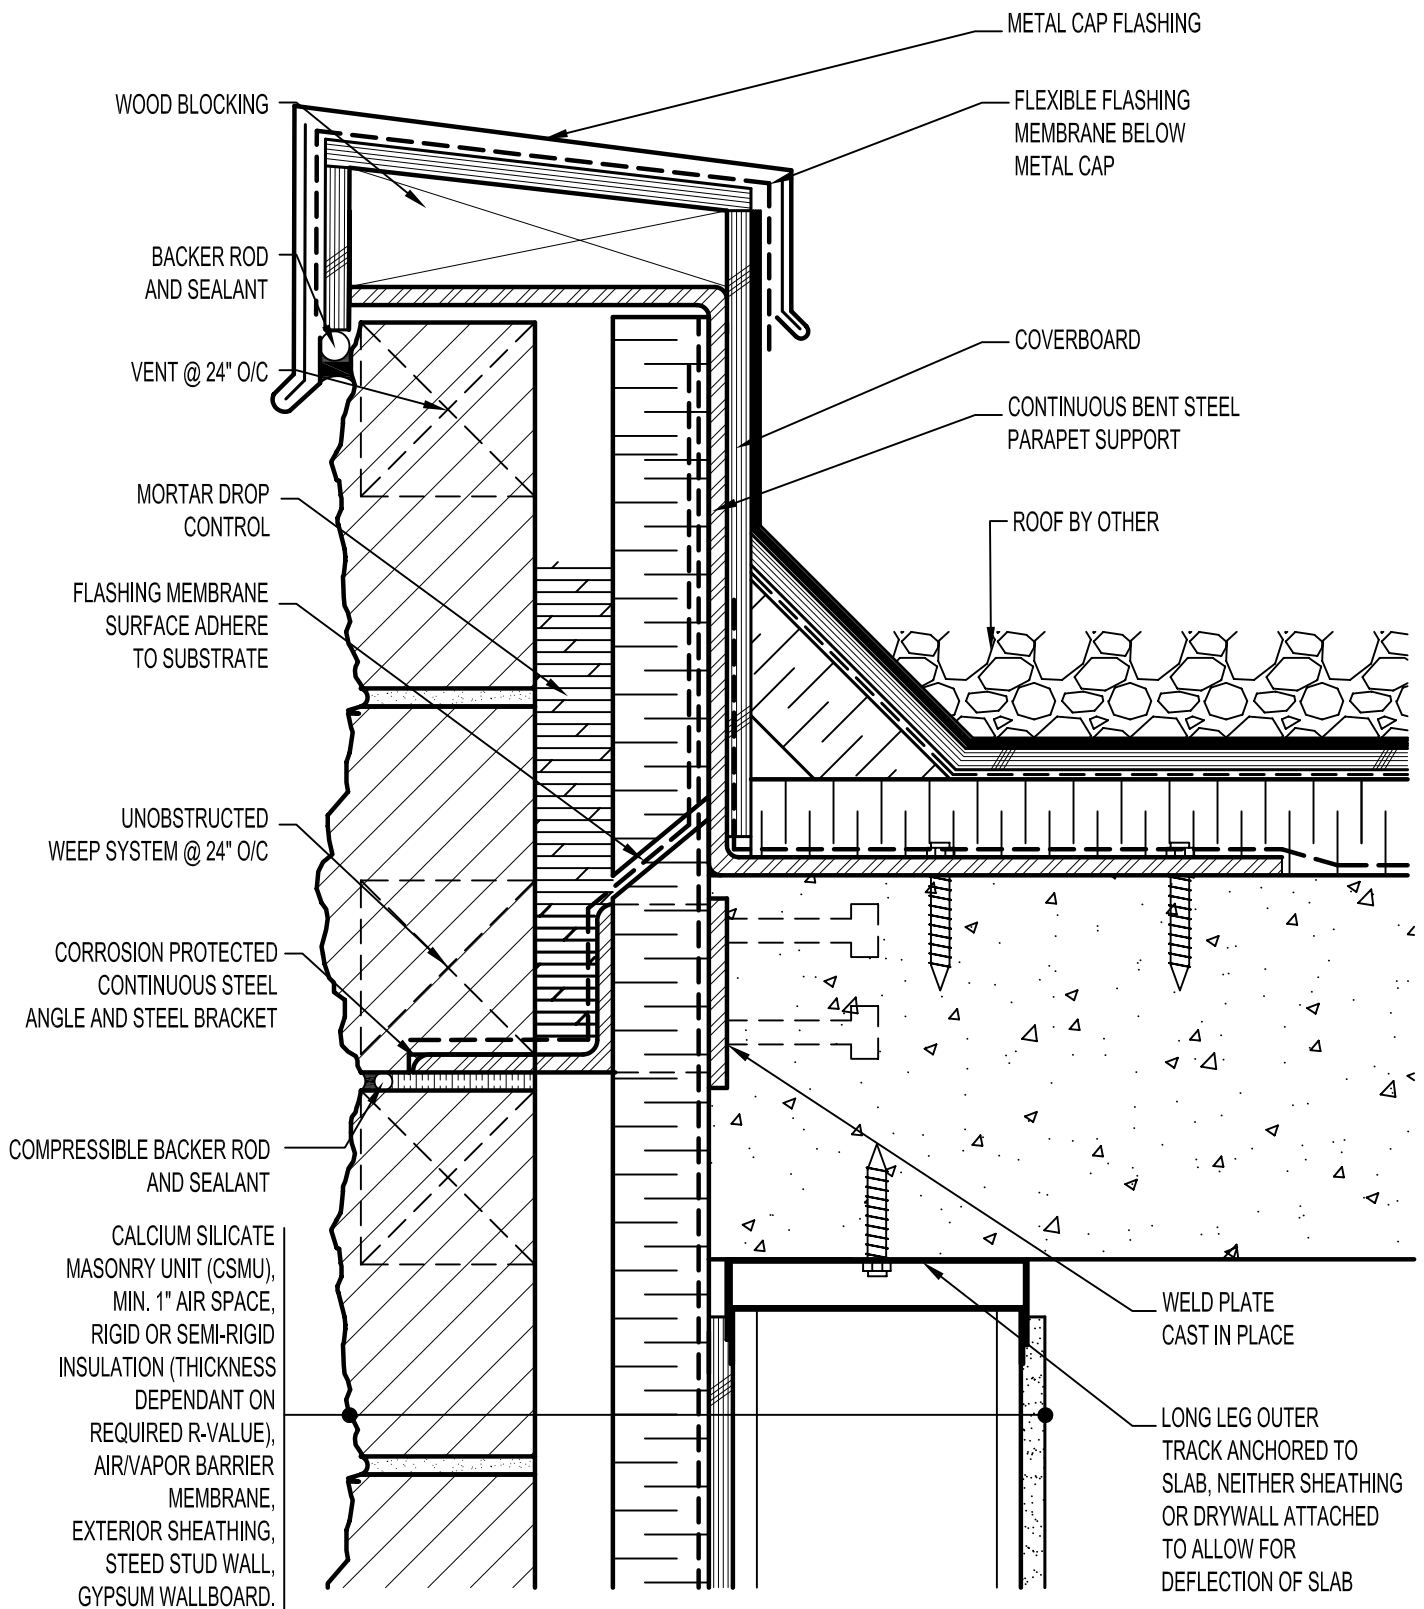 METAL CAP FLASHING
WOOD BLOCKING
FLEXIBLE FLASHING
MEMBRANE BELOW
METAL CAP
BACKER ROD
AND SEALANT
VENT @ 24" O/C
COVERBOARD
CONTINUOUS BENT STEEL
PARAPET SUPPORT
MORTAR DROP
CONTROL
ROOF BY OTHER
FLASHING MEMBRANE
SURFACE ADHERE
TO SUBSTRATE
UNOBSTRUCTED
WEEP SYSTEM @ 24" O/C
CORROSION PROTECTED
CONTINUOUS STEEL
ANGLE AND STEEL BRACKET
COMPRESSIBLE BACKER ROD
AND SEALANT
CALCIUM SILICATE
MASONRY UNIT (CSMU),
MIN. 1" AIR SPACE,
RIGID OR SEMI-RIGID
INSULATION (THICKNESS
DEPENDANT ON
REQUIRED R-VALUE),
AIR/VAPOR BARRIER
MEMBRANE,
EXTERIOR SHEATHING,
STEED STUD WALL,
GYPSUM WALLBOARD.
WELD PLATE
CAST IN PLACE
LONG LEG OUTER
TRACK ANCHORED TO
SLAB, NEITHER SHEATHING
OR DRYWALL ATTACHED
TO ALLOW FOR
DEFLECTION OF SLAB